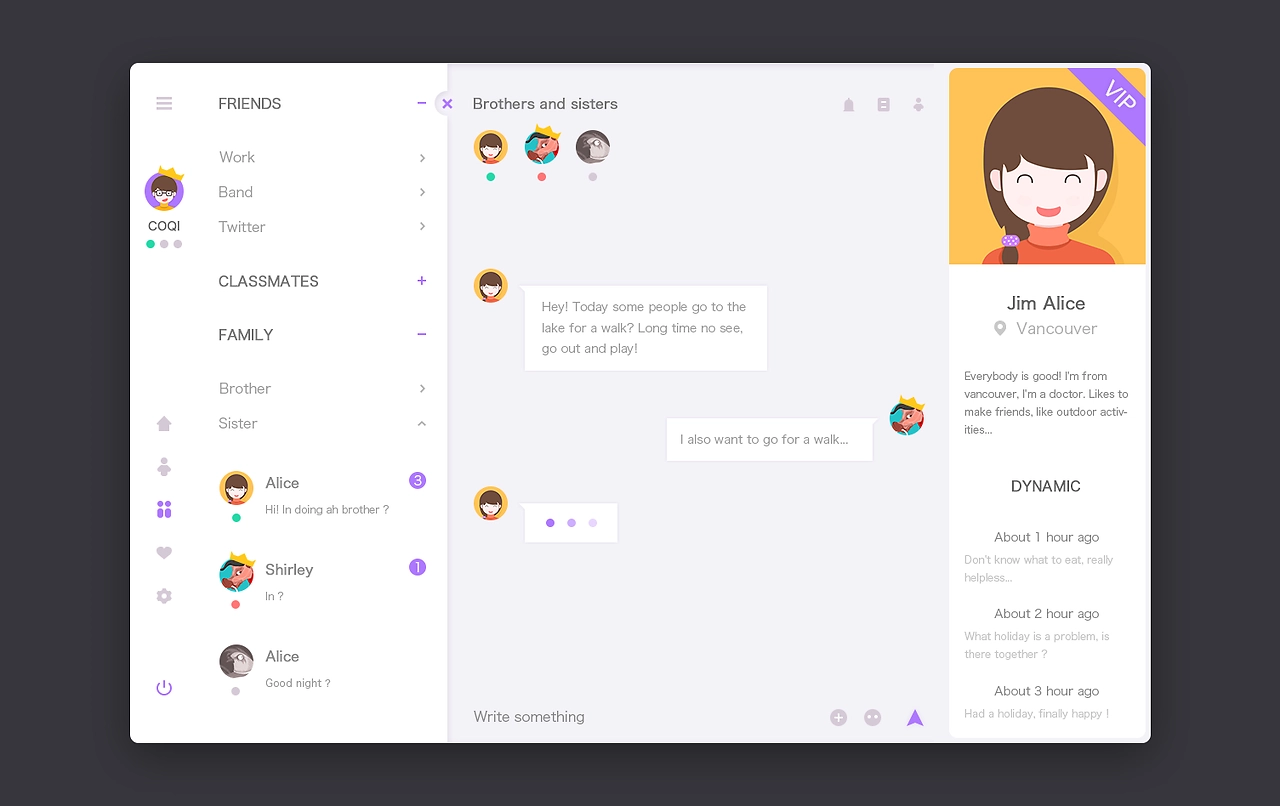 FRIENDS
Work
Band
Twitter
CLASSMATES
FAMILY
Brother
Sister
Alice
3
Hi! In doing ah brother ?
Shirley
1
In ?
Alice
Good night ?
COQI
Brothers and sisters
Hey! Today some people go to the
lake for a walk? Long time no see,
go out and play!
I also want to go for a walk...
Write something
VIP
Jim Alice
Vancouver
Everybody is good! I'm from
vancouver, I'm a doctor. Likes to
make friends, like outdoor activ-
ities...
DYNAMIC
About 1 hour ago
Don't know what to eat, really
helpless...
About 2 hour ago
What holiday is a problem, is
there together ?
About 3 hour ago
Had a holiday, finally happy !